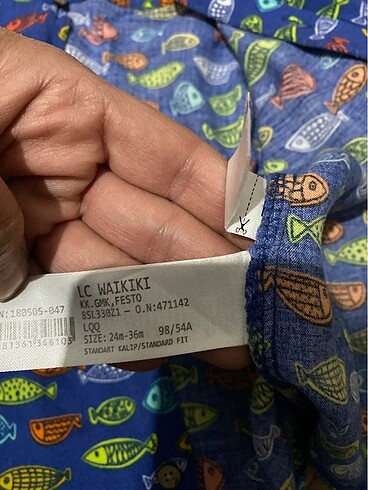 N:180505-047
LC WAIKIKI
KK.GMK,FESTO
8SL330Z1 – O.N:471142
LQQ
SIZE: 24m-36m 98/54A
STANDART KALIP/STANDARD FIT